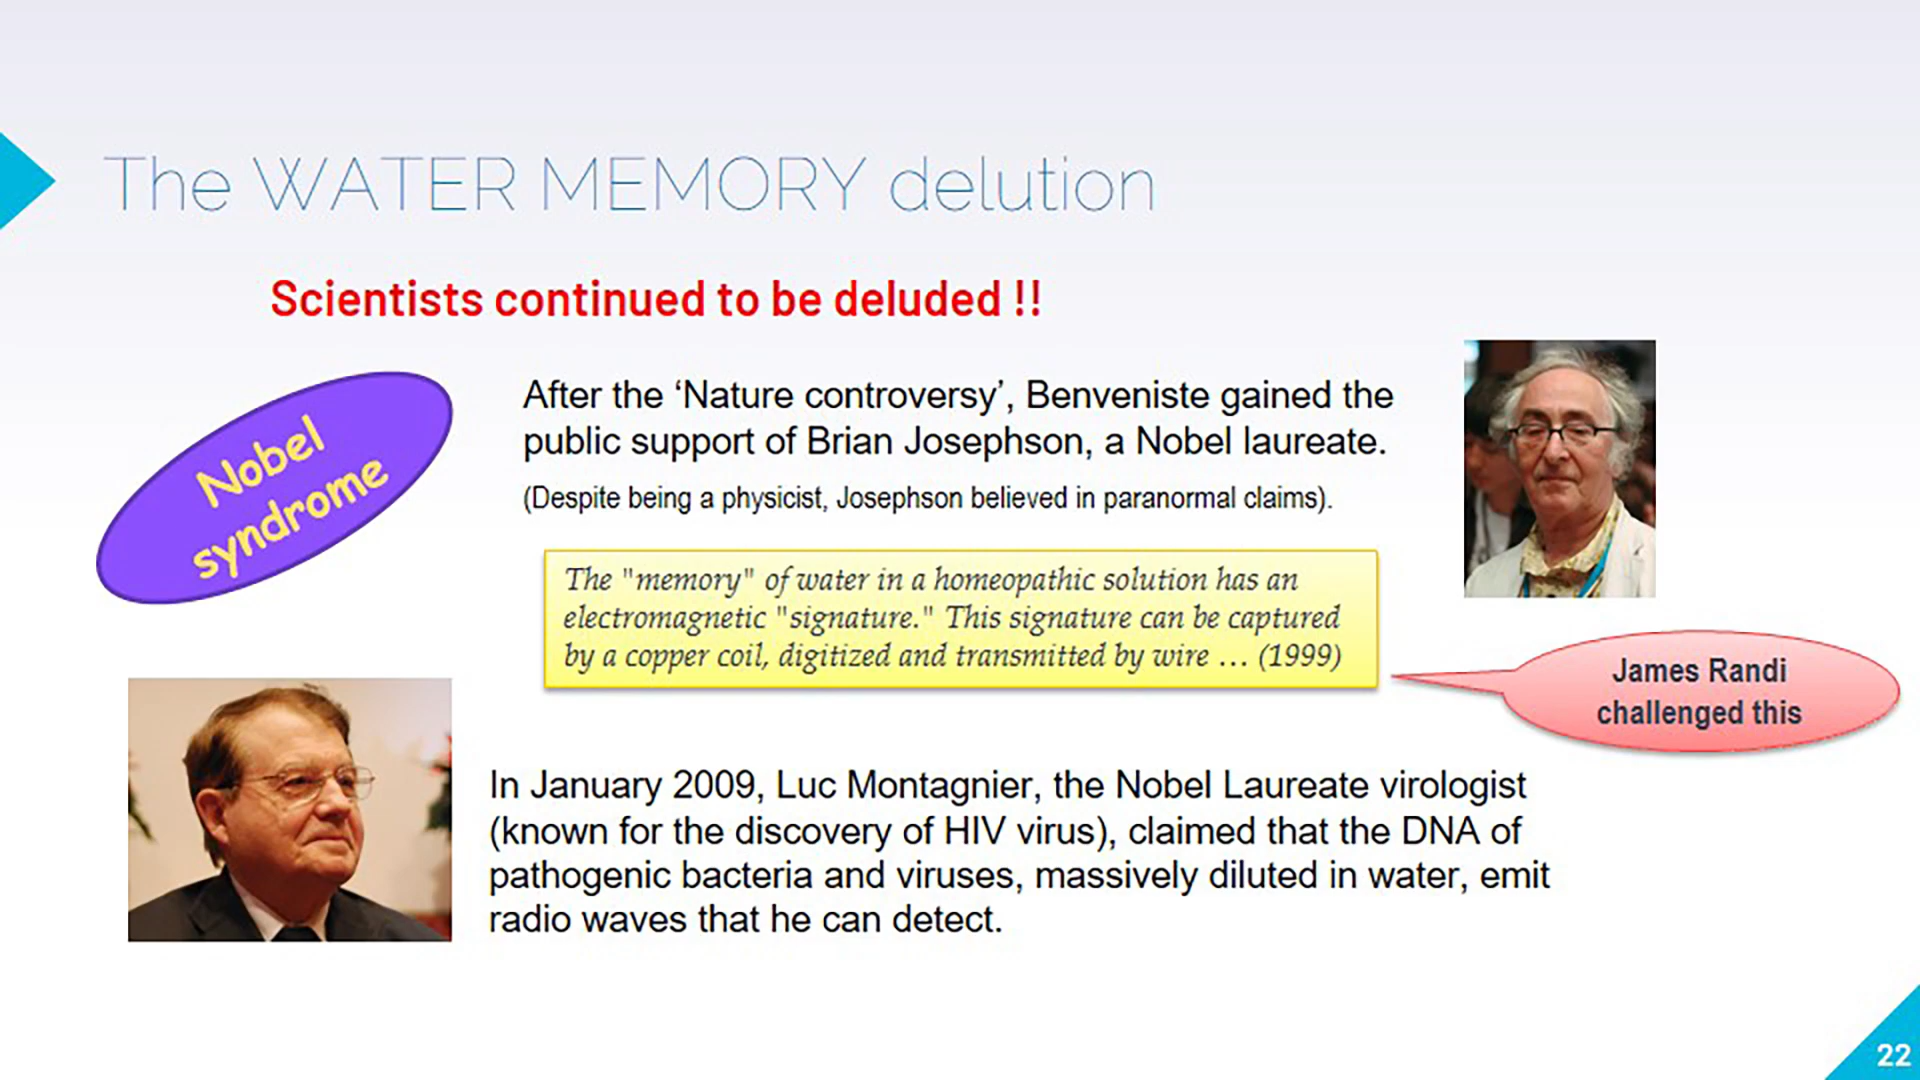 The WATER MEMORY delution
Scientists continued to be deluded !!
Nobel
syndrome
After the ‘Nature controversy’, Benveniste gained the
public support of Brian Josephson, a Nobel laureate.
(Despite being a physicist, Josephson believed in paranormal claims).
The "memory" of water in a homeopathic solution has an
electromagnetic "signature." This signature can be captured
by a copper coil, digitized and transmitted by wire … (1999)
James Randi
challenged this
In January 2009, Luc Montagnier, the Nobel Laureate virologist
(known for the discovery of HIV virus), claimed that the DNA of
pathogenic bacteria and viruses, massively diluted in water, emit
radio waves that he can detect.
22